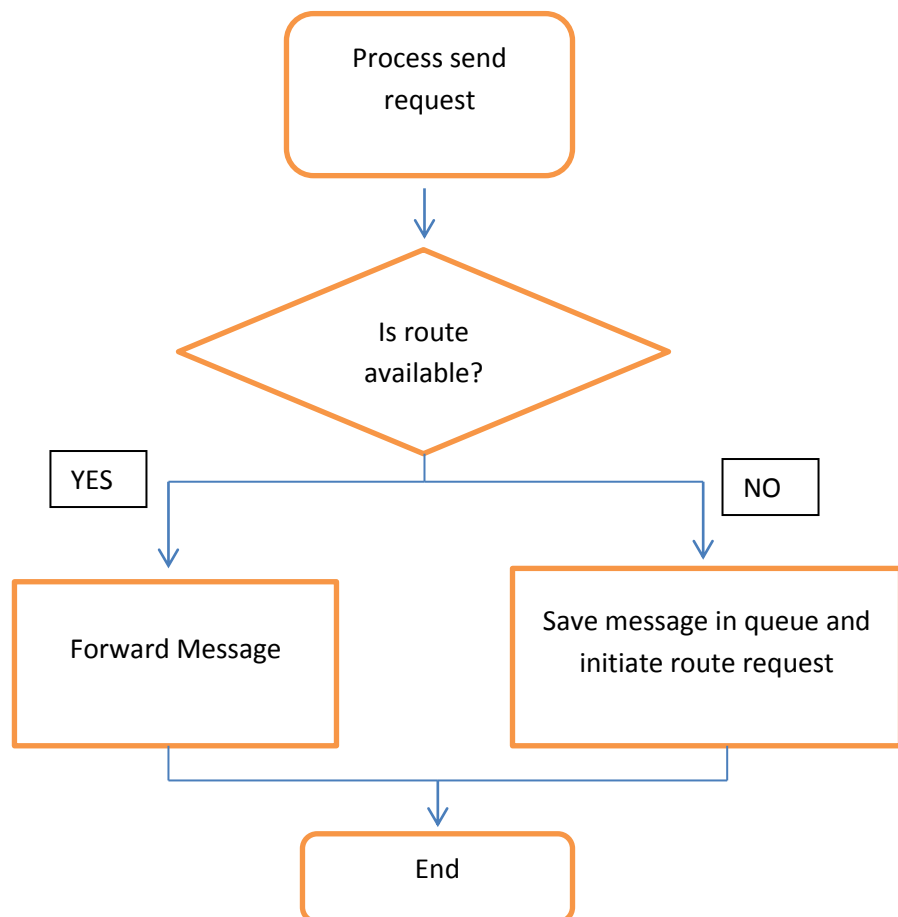 Process send
request
Is route
available?
YES
NO
Forward Message
Save message in queue and
initiate route request
End